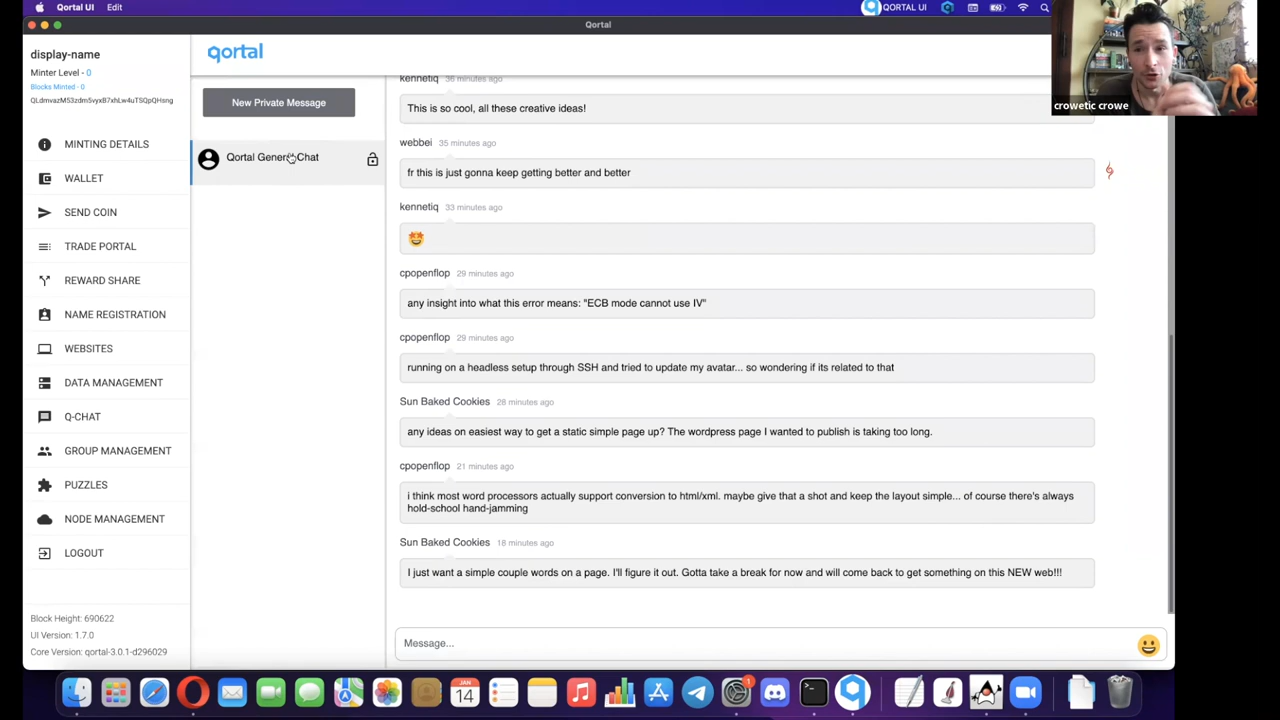 Qortal UI Edit
QORTAL UI
Qortal
display-name
Minter Level - 0
Blocks Minted - 0
QLdmvazM53zdm5vyxB7xhLw4uTSQpQHsng
MINTING DETAILS
WALLET
SEND COIN
TRADE PORTAL
REWARD SHARE
NAME REGISTRATION
WEBSITES
DATA MANAGEMENT
Q-CHAT
GROUP MANAGEMENT
PUZZLES
NODE MANAGEMENT
LOGOUT
Block Height: 690622
UI Version: 1.7.0
Core Version: qortal-3.0.1-d296029
qortal
New Private Message
Qortal General Chat
kennetiq 36 minutes ago
This is so cool, all these creative ideas!
webbei 35 minutes ago
fr this is just gonna keep getting better and better
kennetiq 33 minutes ago
🤩
cpopenflop 29 minutes ago
any insight into what this error means: "ECB mode cannot use IV"
cpopenflop 29 minutes ago
running on a headless setup through SSH and tried to update my avatar... so wondering if its related to that
Sun Baked Cookies 28 minutes ago
any ideas on easiest way to get a static simple page up? The wordpress page I wanted to publish is taking too long.
cpopenflop 21 minutes ago
i think most word processors actually support conversion to html/xml. maybe give that a shot and keep the layout simple... of course there's always
hold-school hand-jamming
Sun Baked Cookies 18 minutes ago
I just want a simple couple words on a page. I'll figure it out. Gotta take a break for now and will come back to get something on this NEW web!!!
Message...
crowetic crowe
JAN
14
1